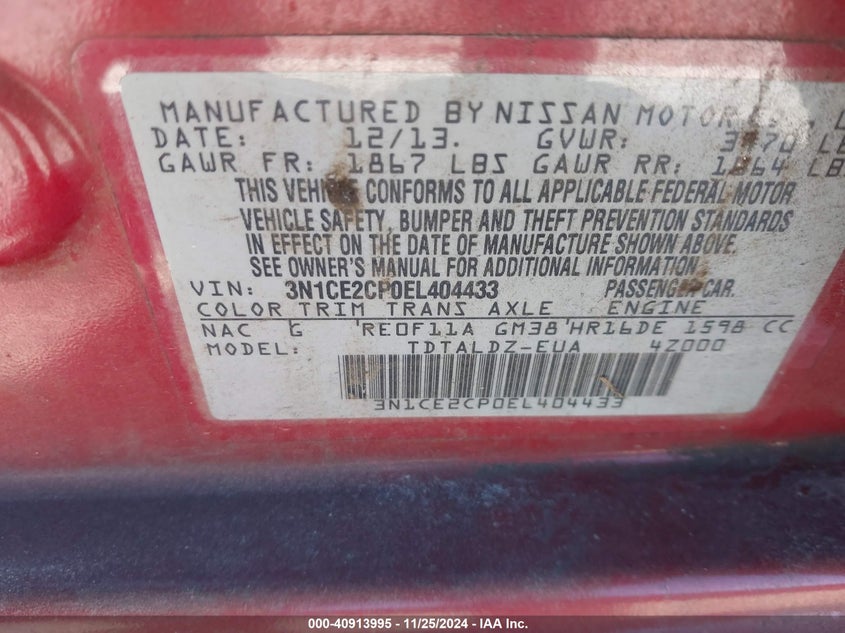 MANUFACTURED BY NISSAN MOTOR
DATE: 12/13. GVWR:
GAWR FR: 1867 LBS GAWR RR:
THIS VEHICLE CONFORMS TO ALL APPLICABLE FEDERAL MOTOR
VEHICLE SAFETY, BUMPER AND THEFT PREVENTION STANDARDS
IN EFFECT ON THE DATE OF MANUFACTURE SHOWN ABOVE.
SEE OWNER'S MANUAL FOR ADDITIONAL INFORMATION.
VIN: 3N1CE2CP0EL404433 PASSENGER CAR.
COLOR TRIM TRANS AXLE ENGINE
NAC G RE0F11A GM38 HR16DE 1598 CC
MODEL: TDTALDZ-EUA 4Z000
3N1CE2CP0EL404433
000-40913995 - 11/25/2024 - IAA Inc.